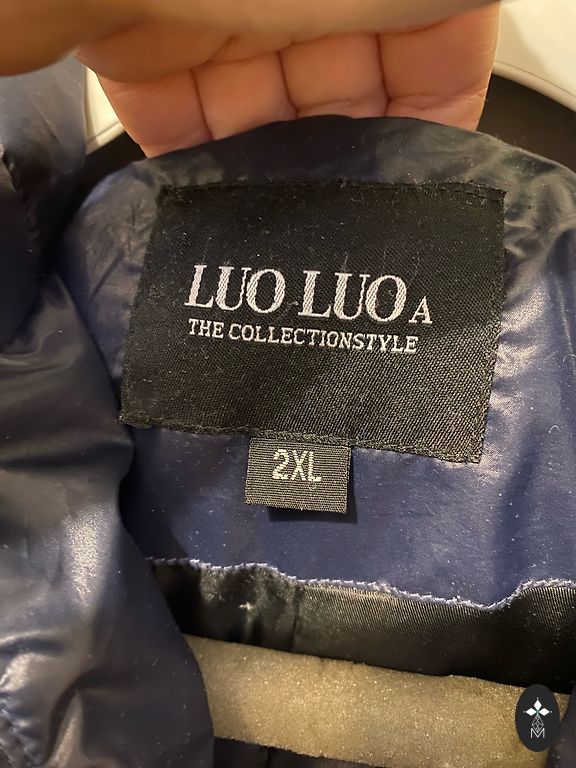 LUO LUO A
THE COLLECTIONSTYLE
2XL
M